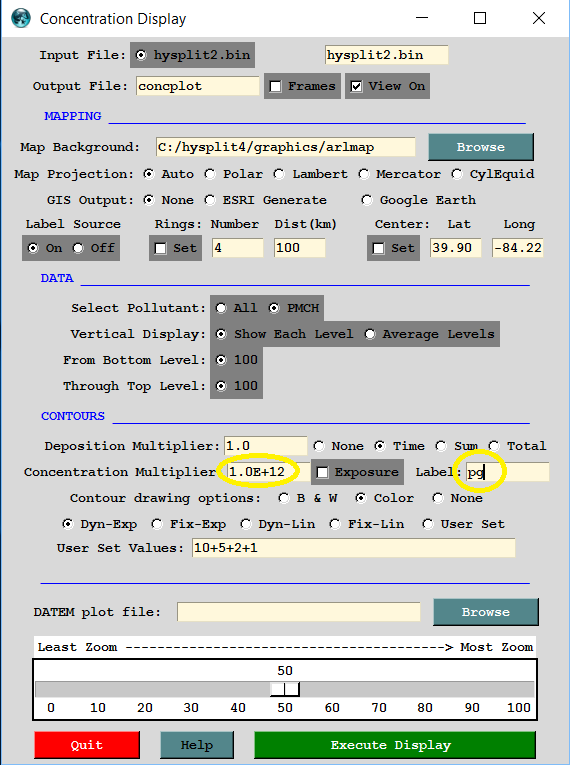 Concentration Display
Input File: hysplit2.bin hysplit2.bin
Output File: concplot Frames View On
MAPPING
Map Background: C:/hysplit4/graphics/arlmap Browse
Map Projection: Auto Polar Lambert Mercator CylEquid
GIS Output: None ESRI Generate Google Earth
Label Source Rings: Number Dist(km) Center: Lat Long
On Off Set 4 100 Set 39.90 -84.22
DATA
Select Pollutant: All PMCH
Vertical Display: Show Each Level Average Levels
From Bottom Level: 100
Through Top Level: 100
CONTOURS
Deposition Multiplier: 1.0 None Time Sum Total
Concentration Multiplier 1.0E+12 Exposure Label: pg
Contour drawing options: B & W Color None
Dyn-Exp Fix-Exp Dyn-Lin Fix-Lin User Set
User Set Values: 10+5+2+1
DATEM plot file: Browse
Least Zoom -----------------------------------> Most Zoom
50
0 10 20 30 40 50 60 70 80 90 100
Quit Help Execute Display